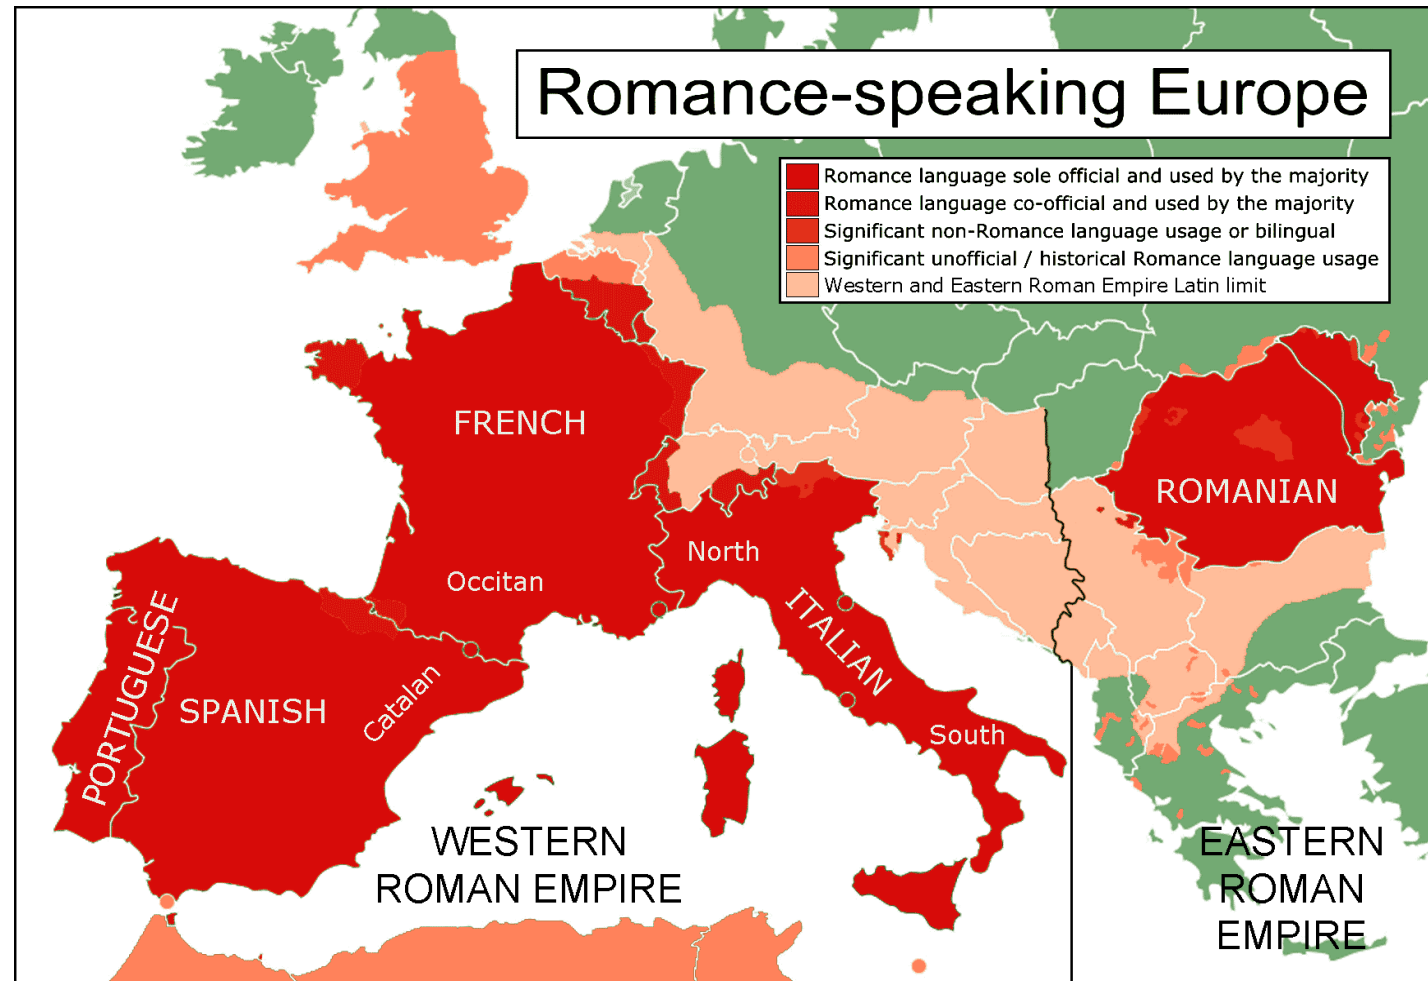 Romance-speaking Europe
Romance language sole official and used by the majority
Romance language co-official and used by the majority
Significant non-Romance language usage or bilingual
Significant unofficial / historical Romance language usage
Western and Eastern Roman Empire Latin limit
FRENCH
ROMANIAN
North
Occitan
ITALIAN
PORTUGUESE
SPANISH
Catalan
South
WESTERN
ROMAN EMPIRE
EASTERN
ROMAN
EMPIRE